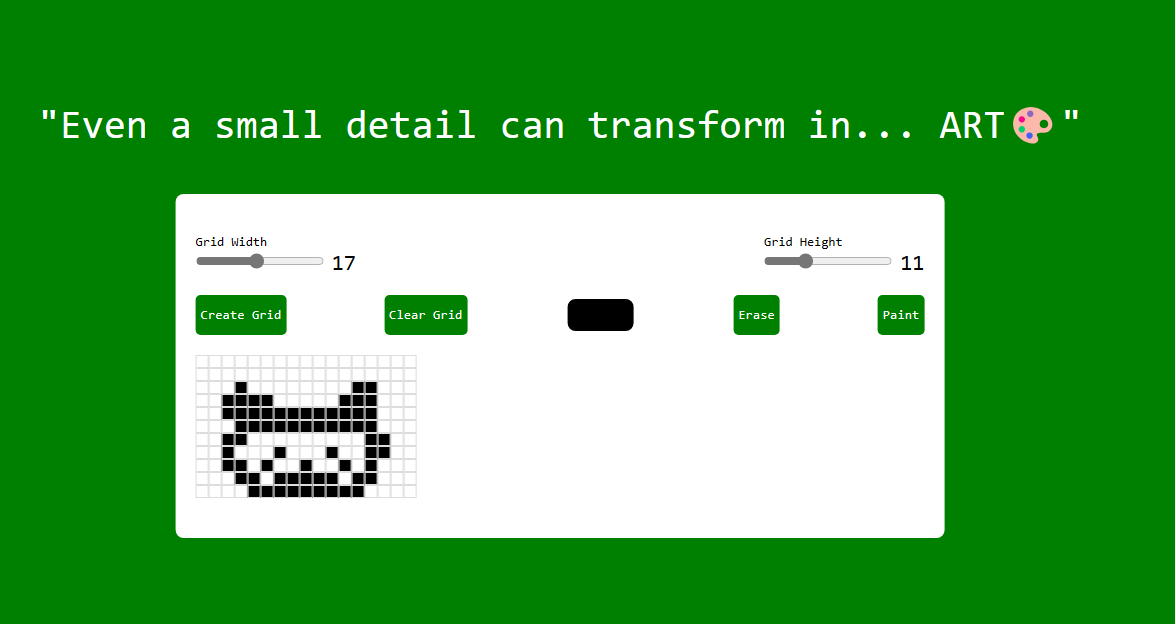 "Even a small detail can transform in... ART🎨"
Grid Width
17
Grid Height
11
Create Grid
Clear Grid
Erase
Paint